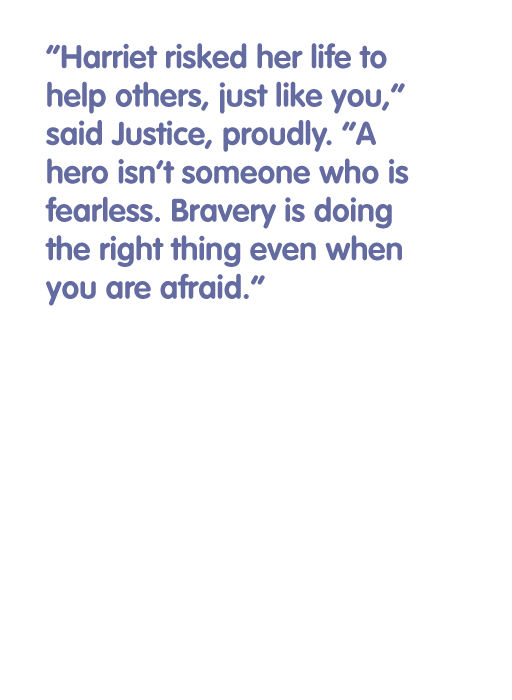 “Harriet risked her life to
help others, just like you,”
said Justice, proudly. “A
hero isn’t someone who is
fearless. Bravery is doing
the right thing even when
you are afraid.”